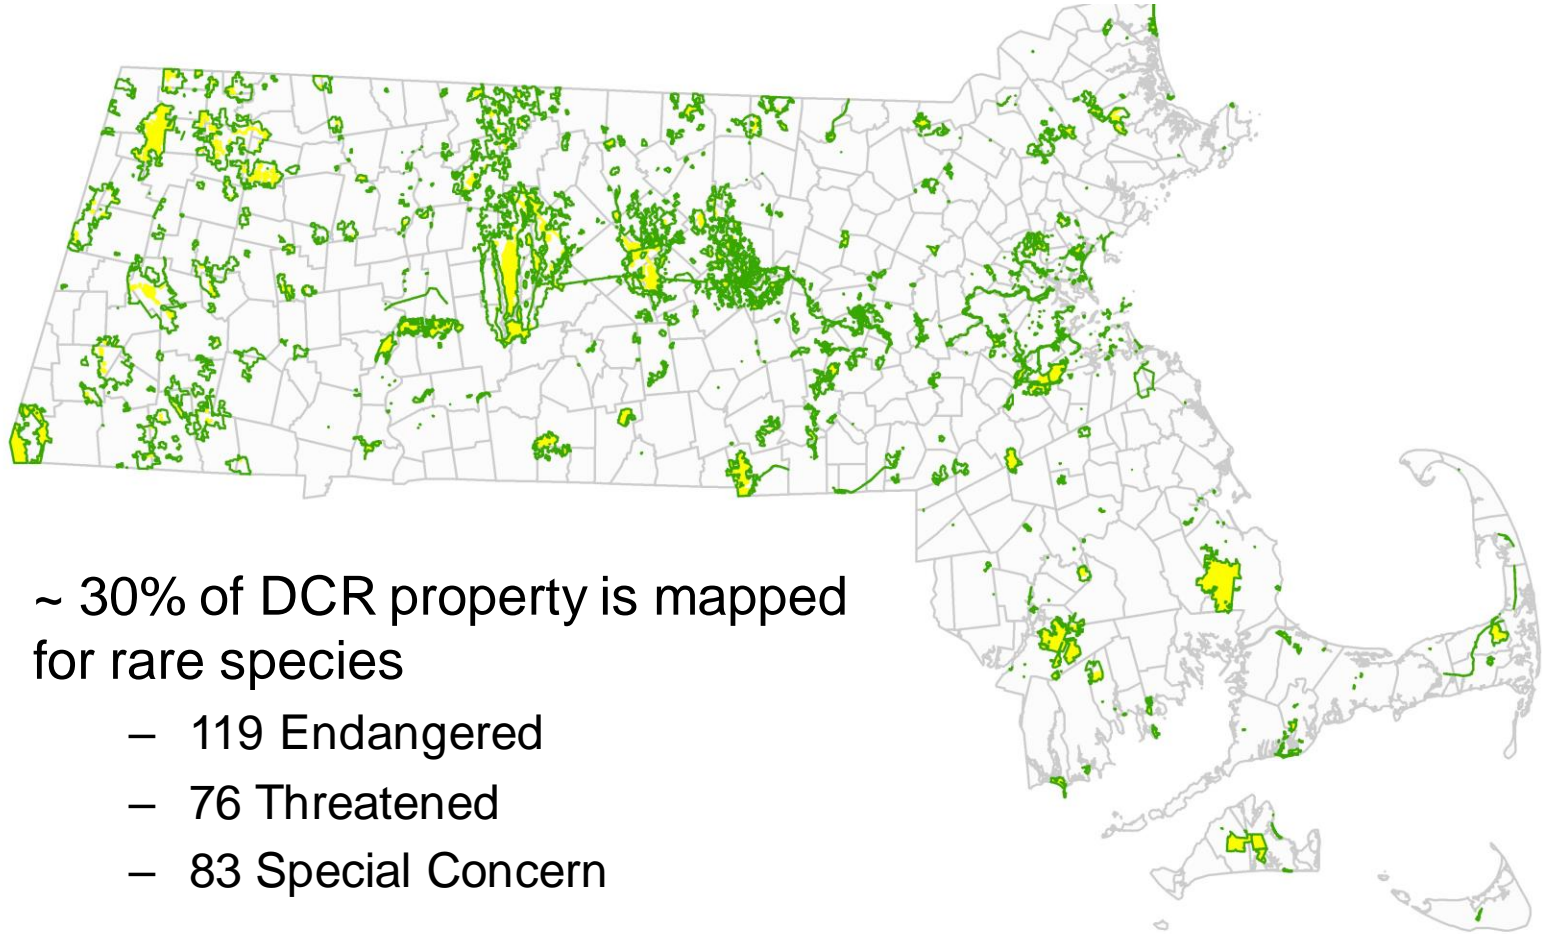 ~ 30% of DCR property is mapped
for rare species
– 119 Endangered
– 76 Threatened
– 83 Special Concern